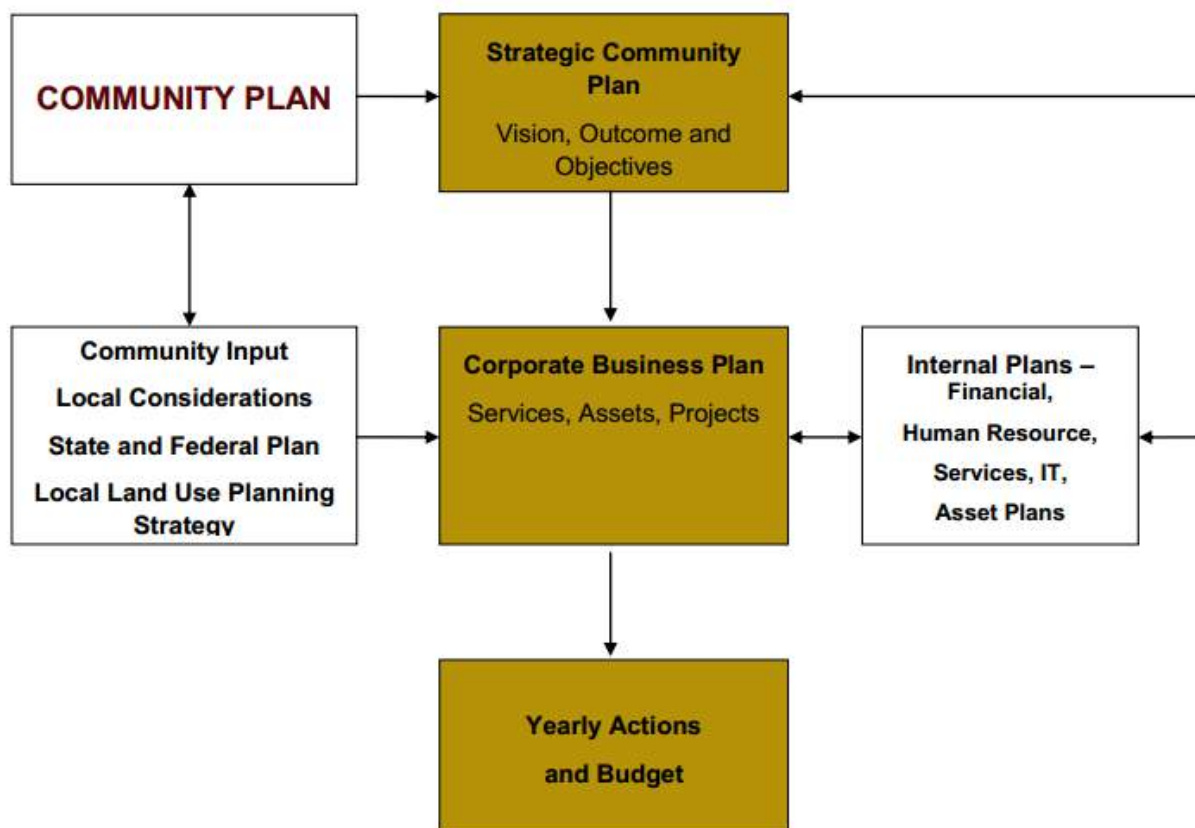 COMMUNITY PLAN
Strategic Community
Plan
Vision, Outcome and
Objectives
Community Input
Local Considerations
State and Federal Plan
Local Land Use Planning
Strategy
Corporate Business Plan
Services, Assets, Projects
Internal Plans –
Financial,
Human Resource,
Services, IT,
Asset Plans
Yearly Actions
and Budget